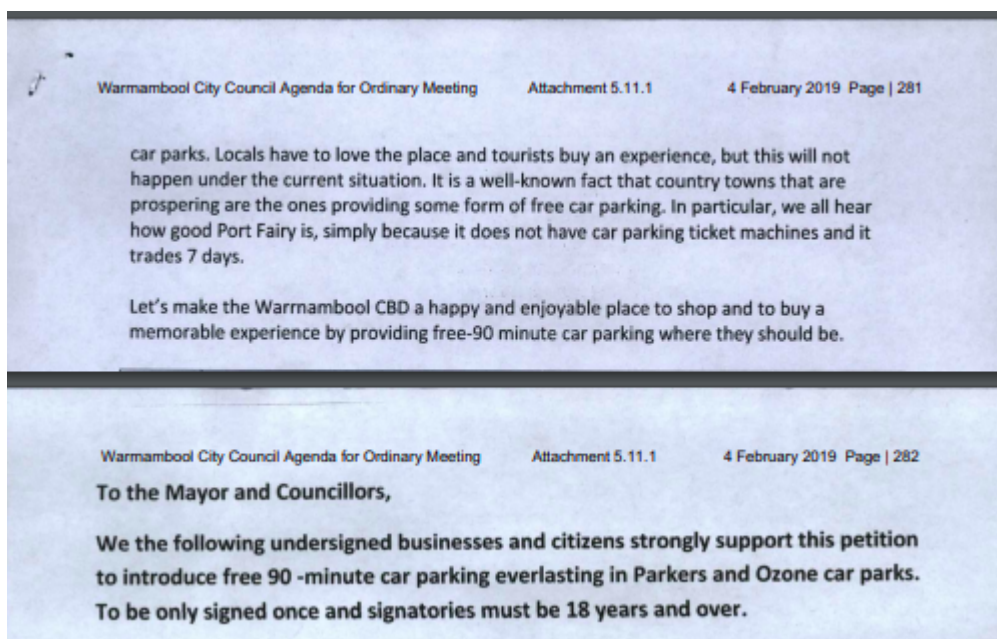 Warrnambool City Council Agenda for Ordinary Meeting Attachment 5.11.1 4 February 2019 Page | 281
car parks. Locals have to love the place and tourists buy an experience, but this will not
happen under the current situation. It is a well-known fact that country towns that are
prospering are the ones providing some form of free car parking. In particular, we all hear
how good Port Fairy is, simply because it does not have car parking ticket machines and it
trades 7 days.
Let's make the Warrnambool CBD a happy and enjoyable place to shop and to buy a
memorable experience by providing free-90 minute car parking where they should be.
Warrnambool City Council Agenda for Ordinary Meeting Attachment 5.11.1 4 February 2019 Page | 282
To the Mayor and Councillors,
We the following undersigned businesses and citizens strongly support this petition
to introduce free 90 -minute car parking everlasting in Parkers and Ozone car parks.
To be only signed once and signatories must be 18 years and over.